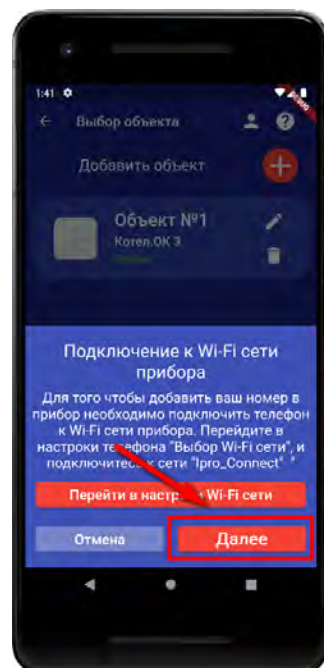 1:41
DEBUG
Выбор объекта
Добавить объект
Объект №1
Котел.ОК 3
Подключение к Wi-Fi сети
прибора
Для того чтобы добавить ваш номер в
прибор необходимо подключить телефон
к Wi-Fi сети прибора. Перейдите в
настроки телефона "Выбор Wi-Fi сети", и
подключитесь к сети "Ipro_Connect" "
Перейти в настройки Wi-Fi сети
Отмена
Далее